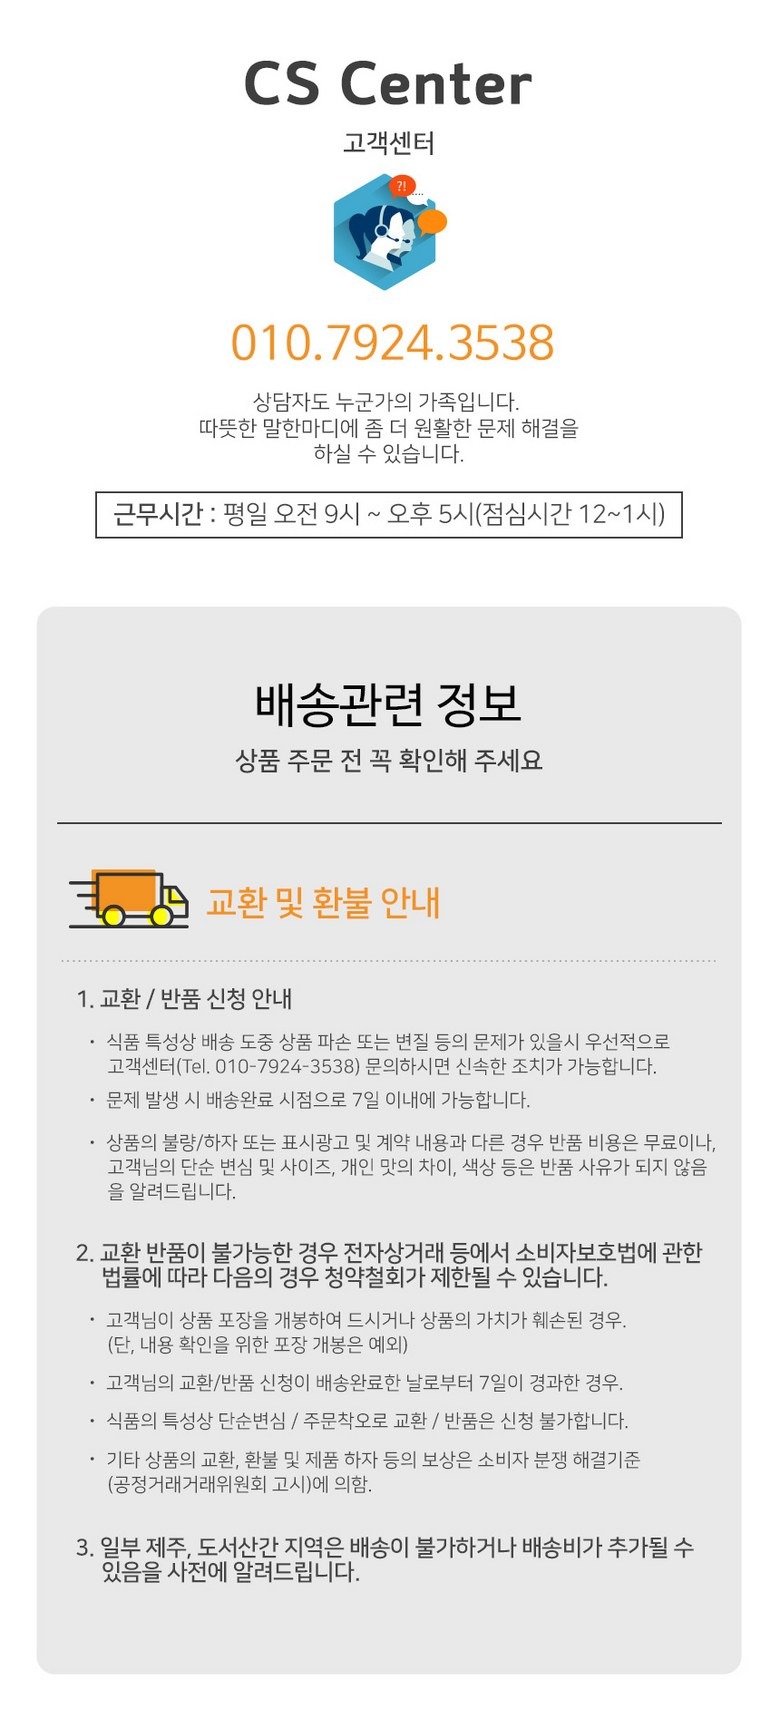 CS Center
고객센터
?!
....
010.7924.3538
상담자도 누군가의 가족입니다.
따뜻한 말한마디에 좀 더 원활한 문제 해결을
하실 수 있습니다.
근무시간 : 평일 오전 9시 ~ 오후 5시(점심시간 12~1시)
배송관련 정보
상품 주문 전 꼭 확인해 주세요
교환 및 환불 안내
1. 교환 / 반품 신청 안내
· 식품 특성상 배송 도중 상품 파손 또는 변질 등의 문제가 있을시 우선적으로
고객센터(Tel. 010-7924-3538) 문의하시면 신속한 조치가 가능합니다.
· 문제 발생 시 배송완료 시점으로 7일 이내에 가능합니다.
· 상품의 불량/하자 또는 표시광고 및 계약 내용과 다른 경우 반품 비용은 무료이나,
고객님의 단순 변심 및 사이즈, 개인 맛의 차이, 색상 등은 반품 사유가 되지 않음
을 알려드립니다.
2. 교환 반품이 불가능한 경우 전자상거래 등에서 소비자보호법에 관한
법률에 따라 다음의 경우 청약철회가 제한될 수 있습니다.
· 고객님이 상품 포장을 개봉하여 드시거나 상품의 가치가 훼손된 경우.
(단, 내용 확인을 위한 포장 개봉은 예외)
· 고객님의 교환/반품 신청이 배송완료한 날로부터 7일이 경과한 경우.
· 식품의 특성상 단순변심 / 주문착오로 교환 / 반품은 신청 불가합니다.
· 기타 상품의 교환, 환불 및 제품 하자 등의 보상은 소비자 분쟁 해결기준
(공정거래거래위원회 고시)에 의함.
3. 일부 제주, 도서산간 지역은 배송이 불가하거나 배송비가 추가될 수
있음을 사전에 알려드립니다.